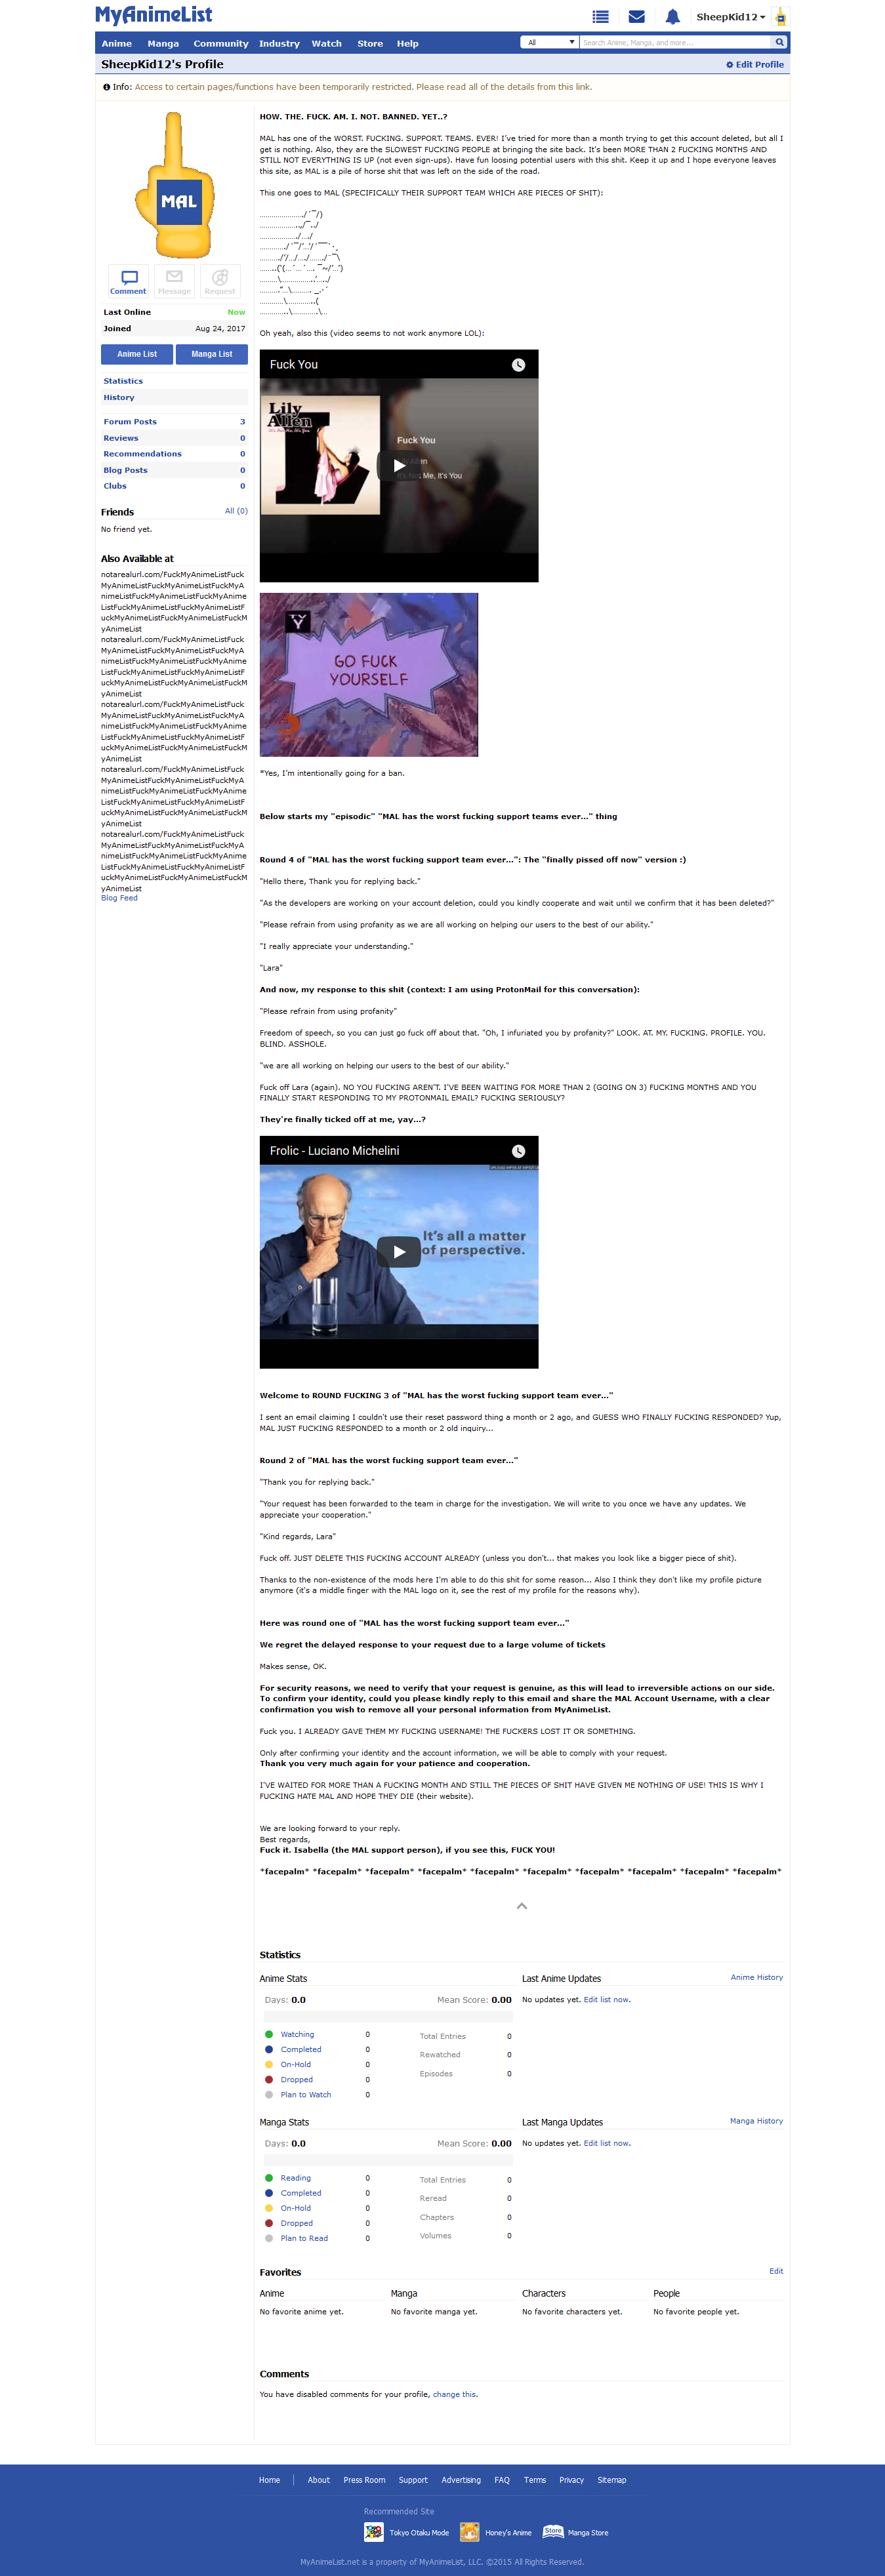 MyAnimeList
SheepKid12
Anime Manga Community Industry Watch Store Help
All
Search Anime, Manga, and more...
SheepKid12's Profile
Edit Profile
Info: Access to certain pages/functions have been temporarily restricted. Please read all of the details from this link.
MAL
Comment Message Request
Last Online Now
Joined Aug 24, 2017
Anime List Manga List
Statistics
History
Forum Posts 3
Reviews 0
Recommendations 0
Blog Posts 0
Clubs 0
Friends All (0)
No friend yet.
Also Available at
notarealurl.com/FuckMyAnimeListFuck
MyAnimeListFuckMyAnimeListFuckMyA
nimeListFuckMyAnimeListFuckMyAnime
ListFuckMyAnimeListFuckMyAnimeListF
uckMyAnimeListFuckMyAnimeListFuckM
yAnimeList
notarealurl.com/FuckMyAnimeListFuck
MyAnimeListFuckMyAnimeListFuckMyA
nimeListFuckMyAnimeListFuckMyAnime
ListFuckMyAnimeListFuckMyAnimeListF
uckMyAnimeListFuckMyAnimeListFuckM
yAnimeList
notarealurl.com/FuckMyAnimeListFuck
MyAnimeListFuckMyAnimeListFuckMyA
nimeListFuckMyAnimeListFuckMyAnime
ListFuckMyAnimeListFuckMyAnimeListF
uckMyAnimeListFuckMyAnimeListFuckM
yAnimeList
notarealurl.com/FuckMyAnimeListFuck
MyAnimeListFuckMyAnimeListFuckMyA
nimeListFuckMyAnimeListFuckMyAnime
ListFuckMyAnimeListFuckMyAnimeListF
uckMyAnimeListFuckMyAnimeListFuckM
yAnimeList
notarealurl.com/FuckMyAnimeListFuck
MyAnimeListFuckMyAnimeListFuckMyA
nimeListFuckMyAnimeListFuckMyAnime
ListFuckMyAnimeListFuckMyAnimeListF
uckMyAnimeListFuckMyAnimeListFuckM
yAnimeList
Blog Feed
HOW. THE. FUCK. AM. I. NOT. BANNED. YET..?
MAL has one of the WORST. FUCKING. SUPPORT. TEAMS. EVER! I've tried for more than a month trying to get this account deleted, but all I
get is nothing. Also, they are the SLOWEST FUCKING PEOPLE at bringing the site back. It's been MORE THAN 2 FUCKING MONTHS AND
STILL NOT EVERYTHING IS UP (not even sign-ups). Have fun loosing potential users with this shit. Keep it up and I hope everyone leaves
this site, as MAL is a pile of horse shit that was left on the side of the road.
This one goes to MAL (SPECIFICALLY THEIR SUPPORT TEAM WHICH ARE PIECES OF SHIT):
Oh yeah, also this (video seems to not work anymore LOL):
Fuck You
Lily
Allen
Fuck You
It's Not Me, It's You
TV
Y
GO FUCK
YOURSELF
*Yes, I'm intentionally going for a ban.
Below starts my "episodic" "MAL has the worst fucking support teams ever..." thing
Round 4 of "MAL has the worst fucking support team ever...": The "finally pissed off now" version :)
"Hello there, Thank you for replying back."
"As the developers are working on your account deletion, could you kindly cooperate and wait until we confirm that it has been deleted?"
"Please refrain from using profanity as we are all working on helping our users to the best of our ability."
"I really appreciate your understanding."
"Lara"
And now, my response to this shit (context: I am using ProtonMail for this conversation):
"Please refrain from using profanity"
Freedom of speech, so you can just go fuck off about that. "Oh, I infuriated you by profanity?" LOOK. AT. MY. FUCKING. PROFILE. YOU.
BLIND. ASSHOLE.
"we are all working on helping our users to the best of our ability."
Fuck off Lara (again). NO YOU FUCKING AREN'T. I'VE BEEN WAITING FOR MORE THAN 2 (GOING ON 3) FUCKING MONTHS AND YOU
FINALLY START RESPONDING TO MY PROTONMAIL EMAIL? FUCKING SERIOUSLY?
They're finally ticked off at me, yay...?
Frolic - Luciano Michelini
It's all a matter
of perspective.
Welcome to ROUND FUCKING 3 of "MAL has the worst fucking support team ever..."
I sent an email claiming I couldn't use their reset password thing a month or 2 ago, and GUESS WHO FINALLY FUCKING RESPONDED? Yup,
MAL JUST FUCKING RESPONDED to a month or 2 old inquiry...
Round 2 of "MAL has the worst fucking support team ever..."
"Thank you for replying back."
"Your request has been forwarded to the team in charge for the investigation. We will write to you once we have any updates. We
appreciate your cooperation."
"Kind regards, Lara"
Fuck off. JUST DELETE THIS FUCKING ACCOUNT ALREADY (unless you don't... that makes you look like a bigger piece of shit).
Thanks to the non-existence of the mods here I'm able to do this shit for some reason... Also I think they don't like my profile picture
anymore (it's a middle finger with the MAL logo on it, see the rest of my profile for the reasons why).
Here was round one of "MAL has the worst fucking support team ever..."
We regret the delayed response to your request due to a large volume of tickets
Makes sense, OK.
For security reasons, we need to verify that your request is genuine, as this will lead to irreversible actions on our side.
To confirm your identity, could you please kindly reply to this email and share the MAL Account Username, with a clear
confirmation you wish to remove all your personal information from MyAnimeList.
Fuck you. I ALREADY GAVE THEM MY FUCKING USERNAME! THE FUCKERS LOST IT OR SOMETHING.
Only after confirming your identity and the account information, we will be able to comply with your request.
Thank you very much again for your patience and cooperation.
I'VE WAITED FOR MORE THAN A FUCKING MONTH AND STILL THE PIECES OF SHIT HAVE GIVEN ME NOTHING OF USE! THIS IS WHY I
FUCKING HATE MAL AND HOPE THEY DIE (their website).
We are looking forward to your reply.
Best regards,
Fuck it. Isabella (the MAL support person), if you see this, FUCK YOU!
*facepalm* *facepalm* *facepalm* *facepalm* *facepalm* *facepalm* *facepalm* *facepalm* *facepalm* *facepalm*
Statistics
Anime Stats
Days: 0.0 Mean Score: 0.00
Watching 0 Total Entries 0
Completed 0 Rewatched 0
On-Hold 0 Episodes 0
Dropped 0
Plan to Watch 0
Last Anime Updates Anime History
No updates yet. Edit list now.
Manga Stats
Days: 0.0 Mean Score: 0.00
Reading 0 Total Entries 0
Completed 0 Reread 0
On-Hold 0 Chapters 0
Dropped 0 Volumes 0
Plan to Read 0
Last Manga Updates Manga History
No updates yet. Edit list now.
Favorites Edit
Anime Manga Characters People
No favorite anime yet. No favorite manga yet. No favorite characters yet. No favorite people yet.
Comments
You have disabled comments for your profile, change this.
Home About Press Room Support Advertising FAQ Terms Privacy Sitemap
Recommended Site
Tokyo Otaku Mode Honey's Anime Store Manga Store
MyAnimeList.net is a property of MyAnimeList, LLC. ©2015 All Rights Reserved.